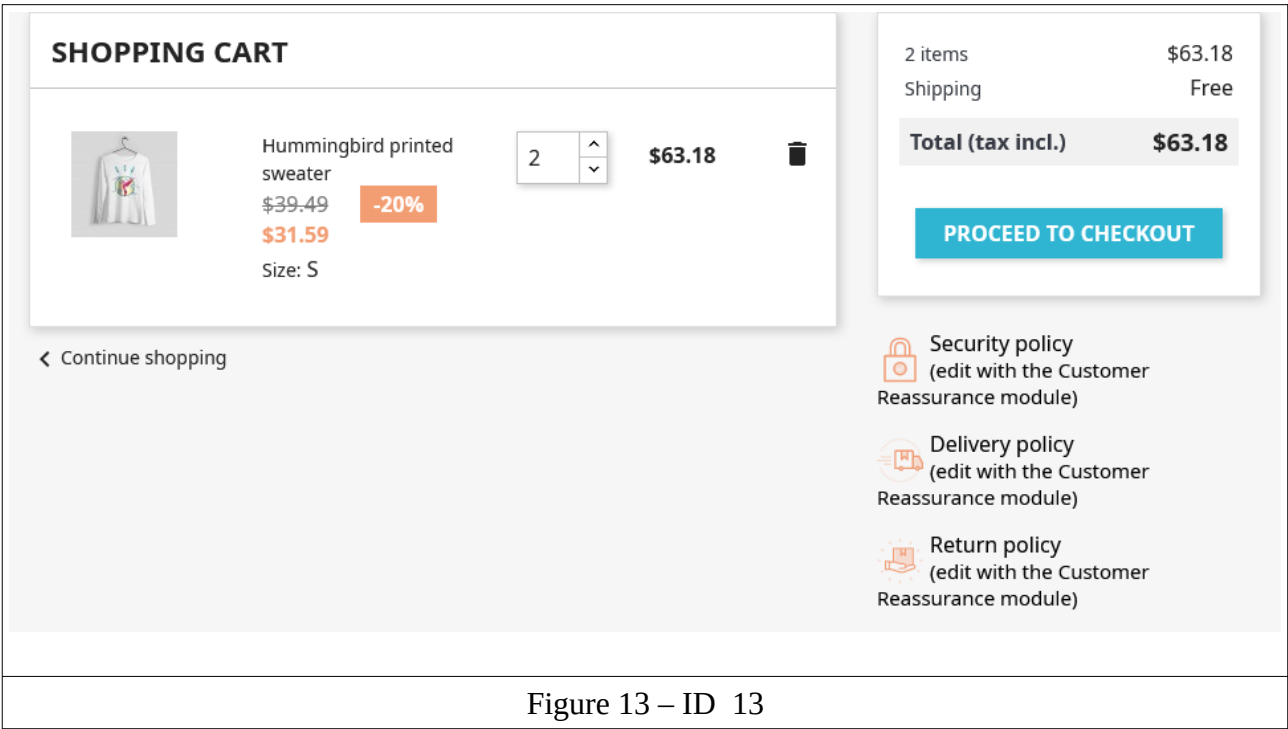 SHOPPING CART
Hummingbird printed
sweater
$39.49 -20%
$31.59
Size: S
2
$63.18
Continue shopping
2 items $63.18
Shipping Free
Total (tax incl.) $63.18
PROCEED TO CHECKOUT
Security policy
(edit with the Customer
Reassurance module)
Delivery policy
(edit with the Customer
Reassurance module)
Return policy
(edit with the Customer
Reassurance module)
Figure 13 – ID 13